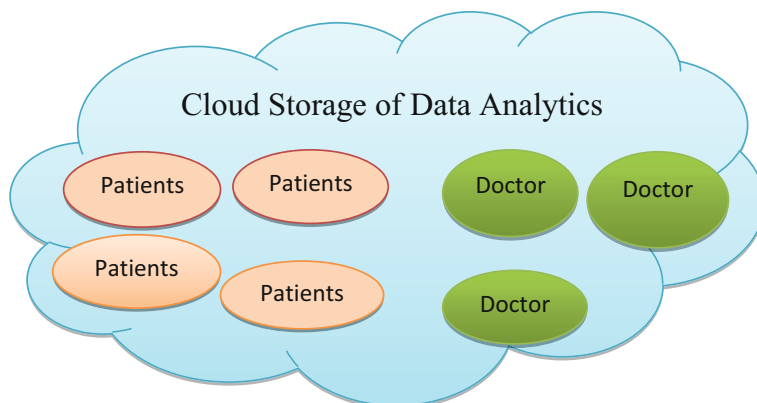 Cloud Storage of Data Analytics
Patients
Patients
Doctor
Doctor
Patients
Patients
Doctor